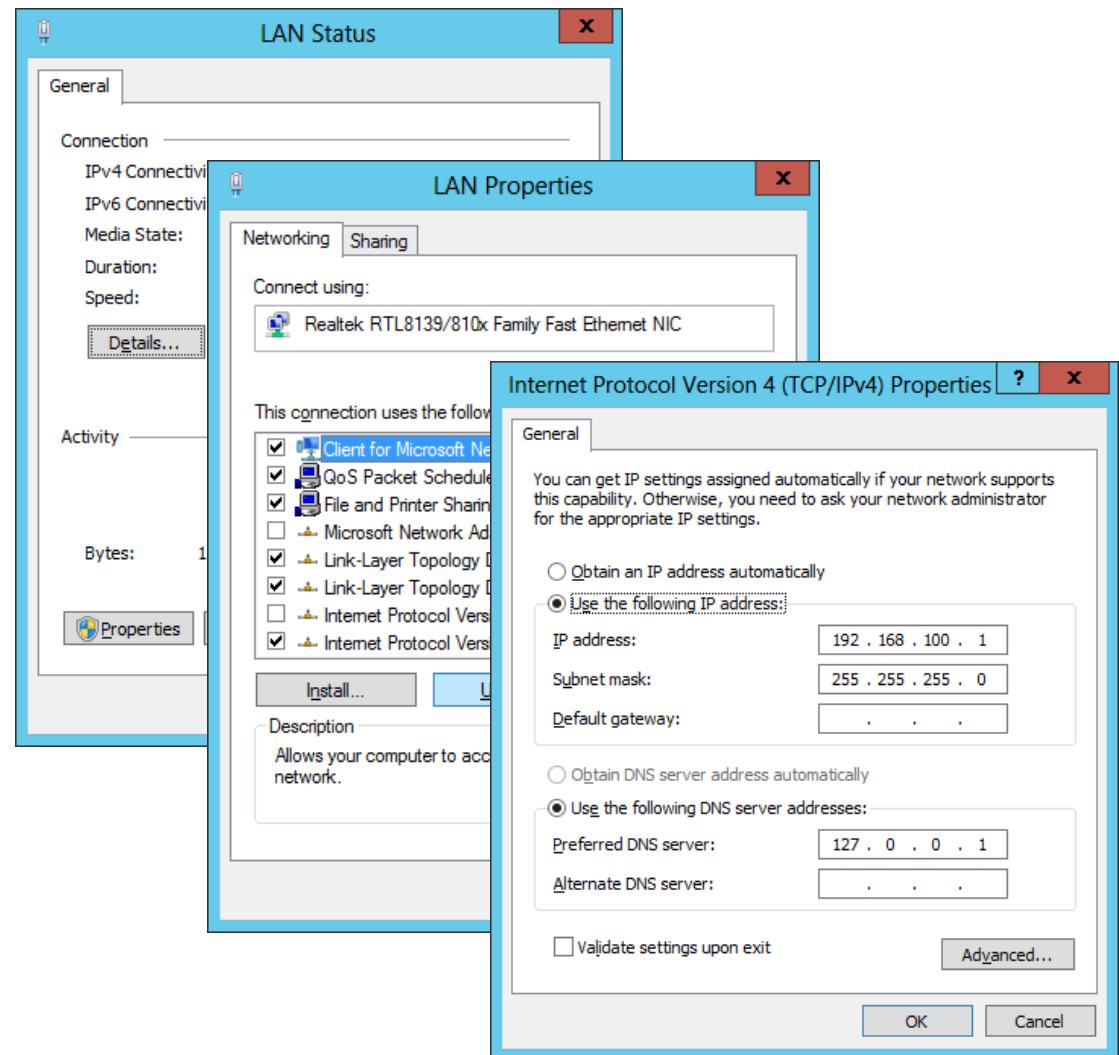 LAN Status
x
General
Connection
IPv4 Connectivi
IPv6 Connectivi
Media State:
Duration:
Speed:
Details...
Activity
Bytes: 1
Properties
LAN Properties
x
Networking
Sharing
Connect using:
Realtek RTL8139/810x Family Fast Ethernet NIC
This connection uses the follow
Client for Microsoft Ne
QoS Packet Schedule
File and Printer Sharin
Microsoft Network Ad
Link-Layer Topology D
Link-Layer Topology D
Internet Protocol Vers
Internet Protocol Vers
Install...
U
Description
Allows your computer to acc
network.
Internet Protocol Version 4 (TCP/IPv4) Properties
? x
General
You can get IP settings assigned automatically if your network supports
this capability. Otherwise, you need to ask your network administrator
for the appropriate IP settings.
Obtain an IP address automatically
Use the following IP address:
IP address: 192 . 168 . 100 . 1
Subnet mask: 255 . 255 . 255 . 0
Default gateway: . . .
Obtain DNS server address automatically
Use the following DNS server addresses:
Preferred DNS server: 127 . 0 . 0 . 1
Alternate DNS server: . . .
Validate settings upon exit
Advanced...
OK
Cancel